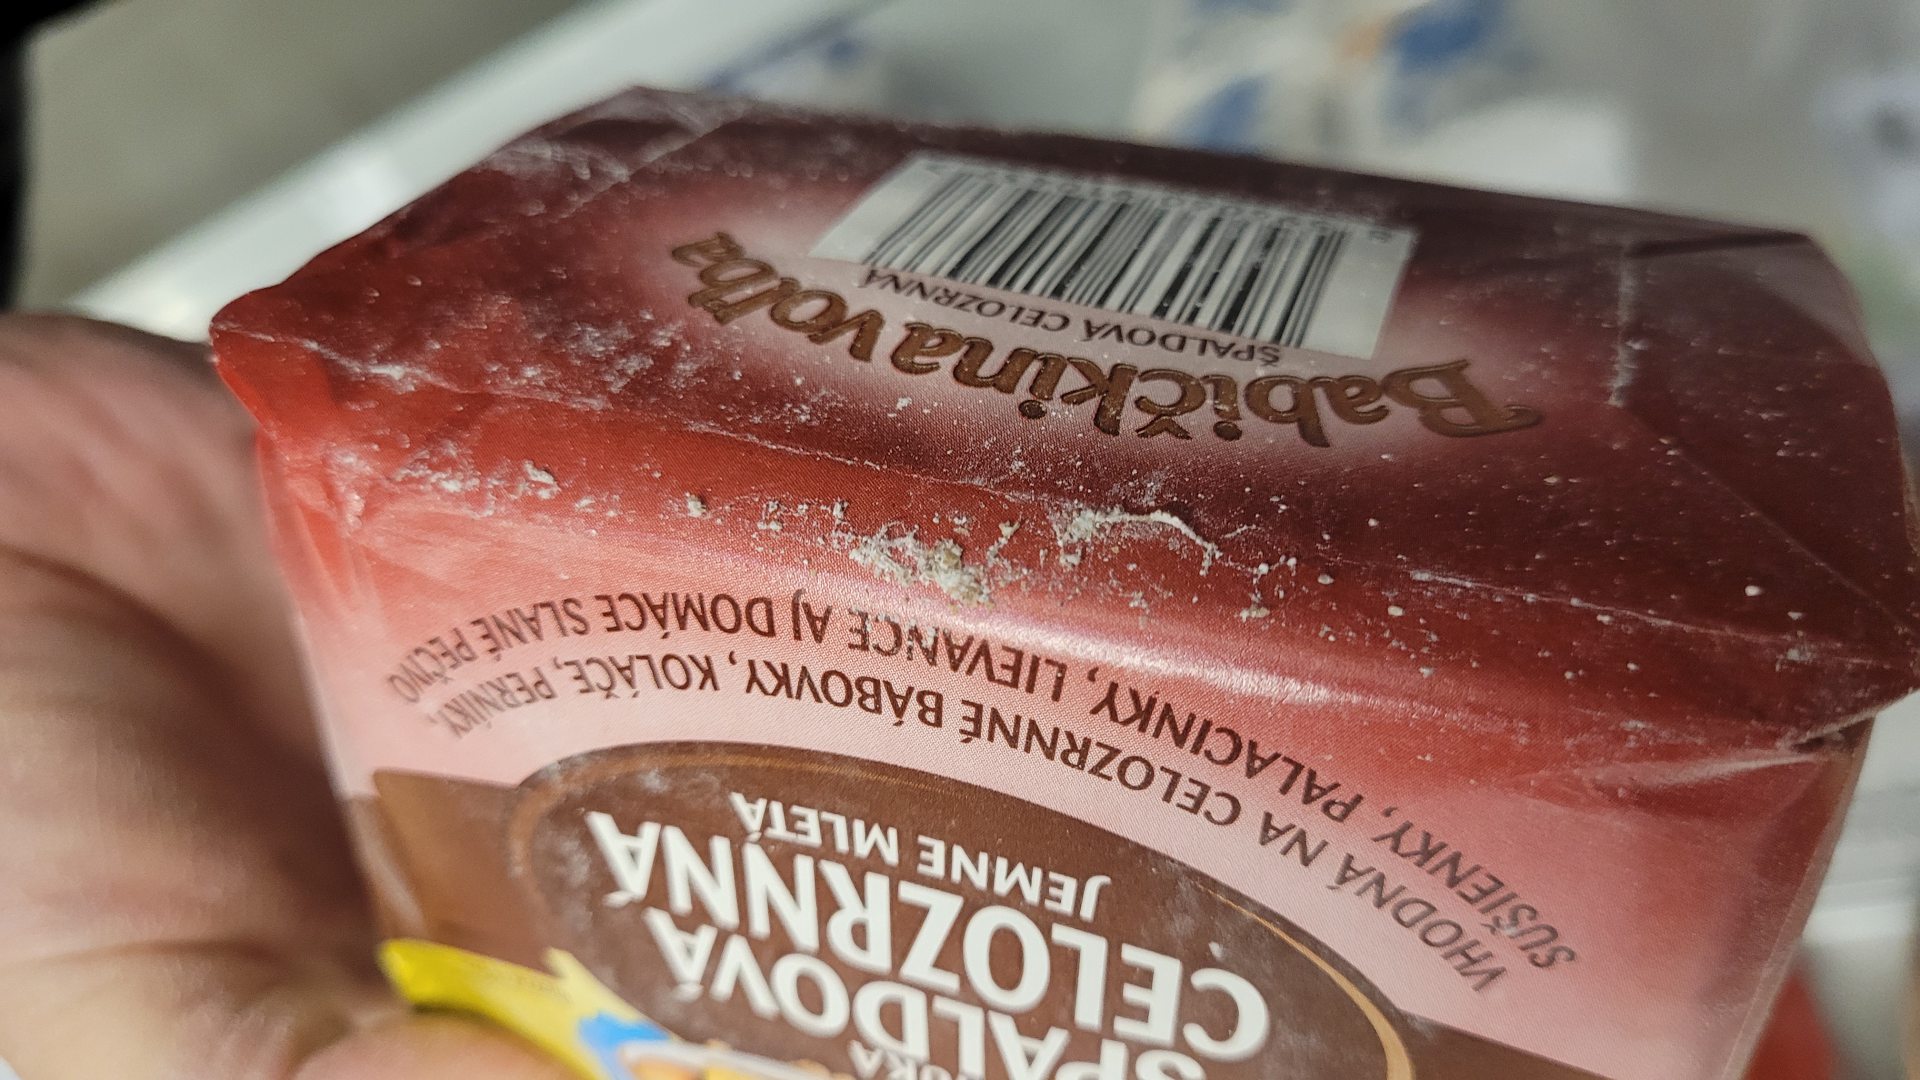 Babičkina voľba
ŠPALDOVÁ CELOZRNNÁ
VHODNÁ NA CELOZRNNÉ BÁBOVKY, KOLÁČE, PERNÍKY,
SUŠIENKY, PALACINKY, LIEVANCE AJ DOMÁCE SLANÉ PEČIVO
JEMNE MLETÁ
CELOZRNNÁ
ŠPALDOVÁ